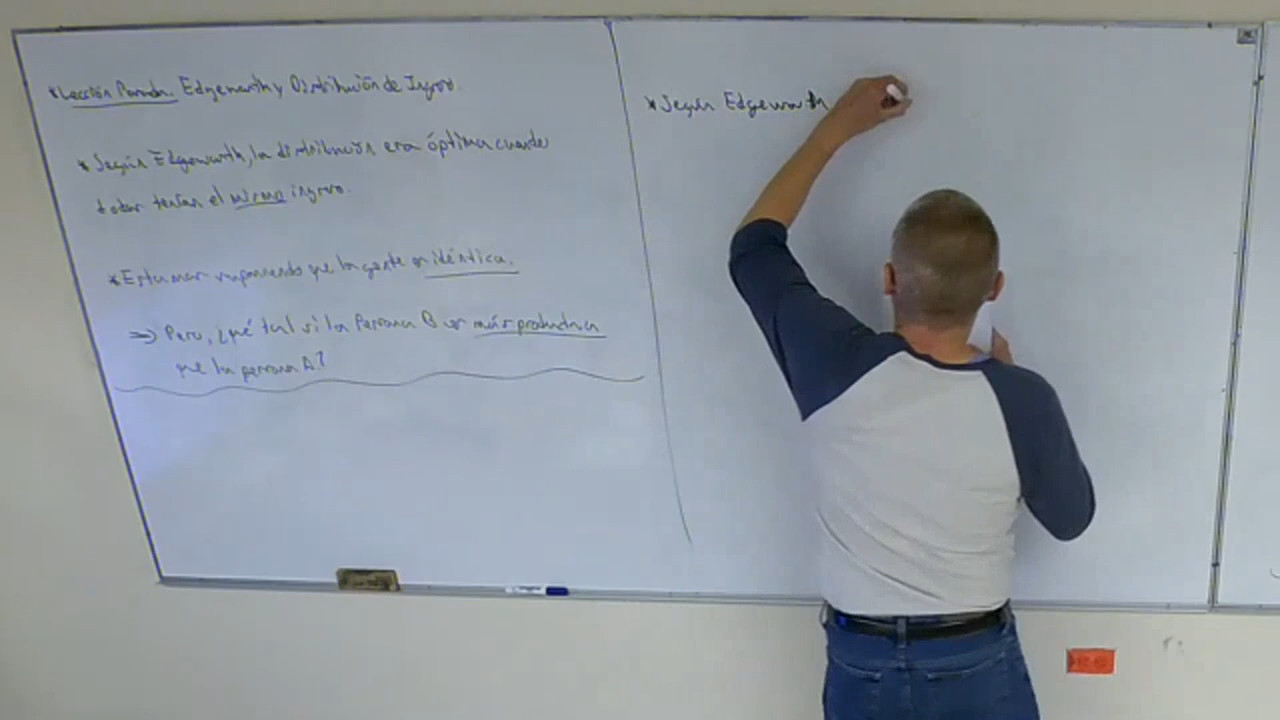 *Lección Pasada. Edgeworth y Distribución de Ingreso.
*Según Edgeworth, la distribución era óptima cuando
todos tenían el mismo ingreso.
*Estamos suponiendo que la gente es idéntica.
=> Pero, ¿qué tal si la Persona B es más productiva
que la persona A?
*Según Edgeworth